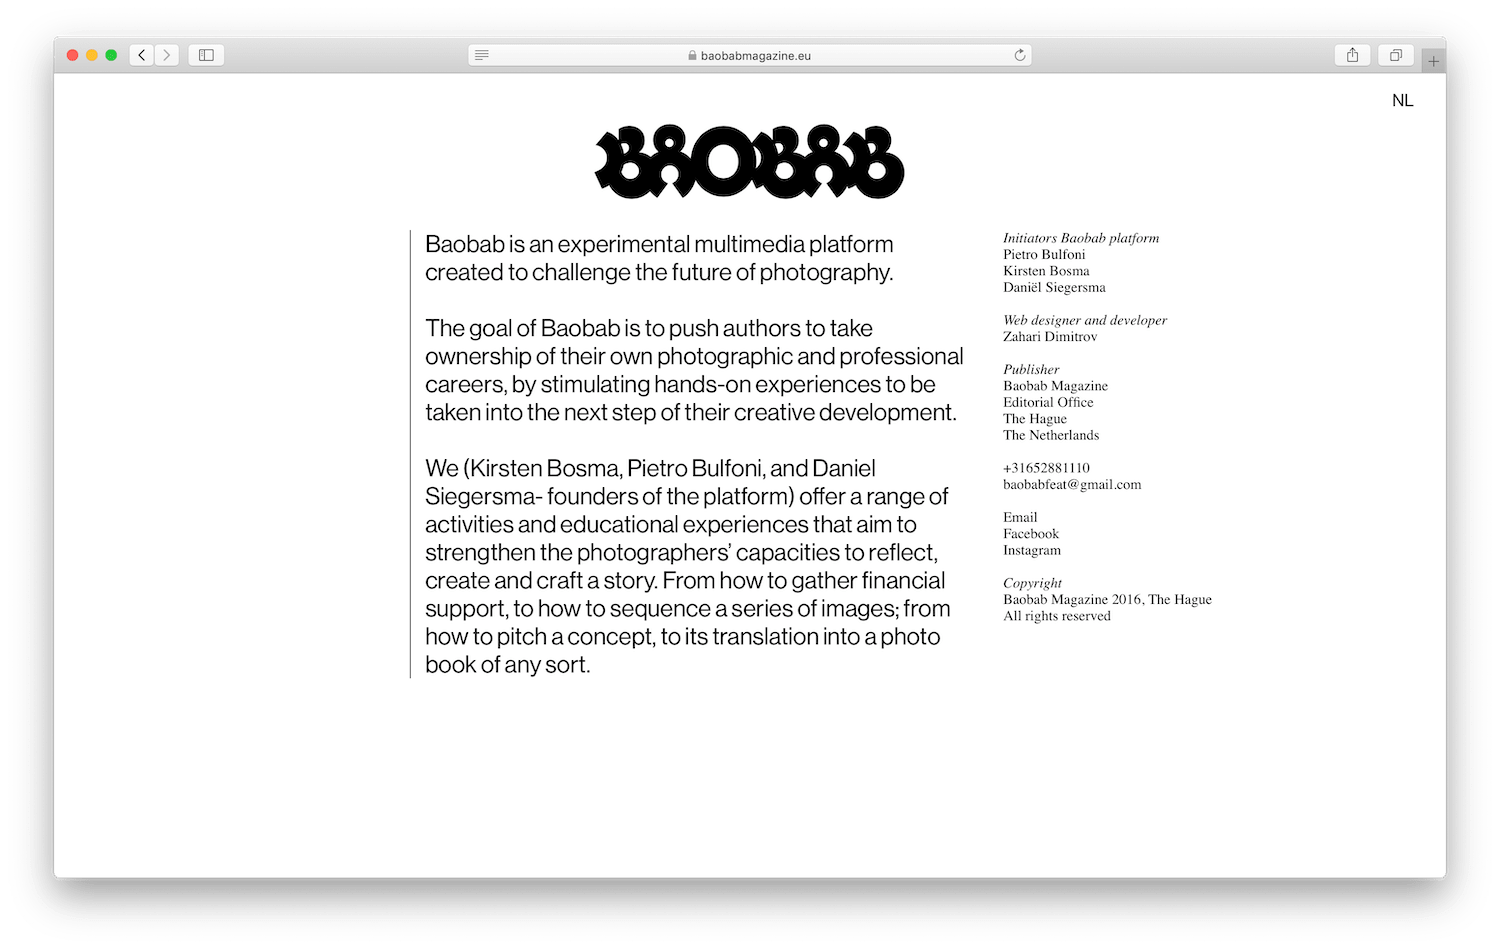 baobabmagazine.eu
NL
BAOBAB
Baobab is an experimental multimedia platform
created to challenge the future of photography.
The goal of Baobab is to push authors to take
ownership of their own photographic and professional
careers, by stimulating hands-on experiences to be
taken into the next step of their creative development.
We (Kirsten Bosma, Pietro Bulfoni, and Daniel
Siegersma- founders of the platform) offer a range of
activities and educational experiences that aim to
strengthen the photographers’ capacities to reflect,
create and craft a story. From how to gather financial
support, to how to sequence a series of images; from
how to pitch a concept, to its translation into a photo
book of any sort.
Initiators Baobab platform
Pietro Bulfoni
Kirsten Bosma
Daniël Siegersma
Web designer and developer
Zahari Dimitrov
Publisher
Baobab Magazine
Editorial Office
The Hague
The Netherlands
+31652881110
baobabfeat@gmail.com
Email
Facebook
Instagram
Copyright
Baobab Magazine 2016, The Hague
All rights reserved